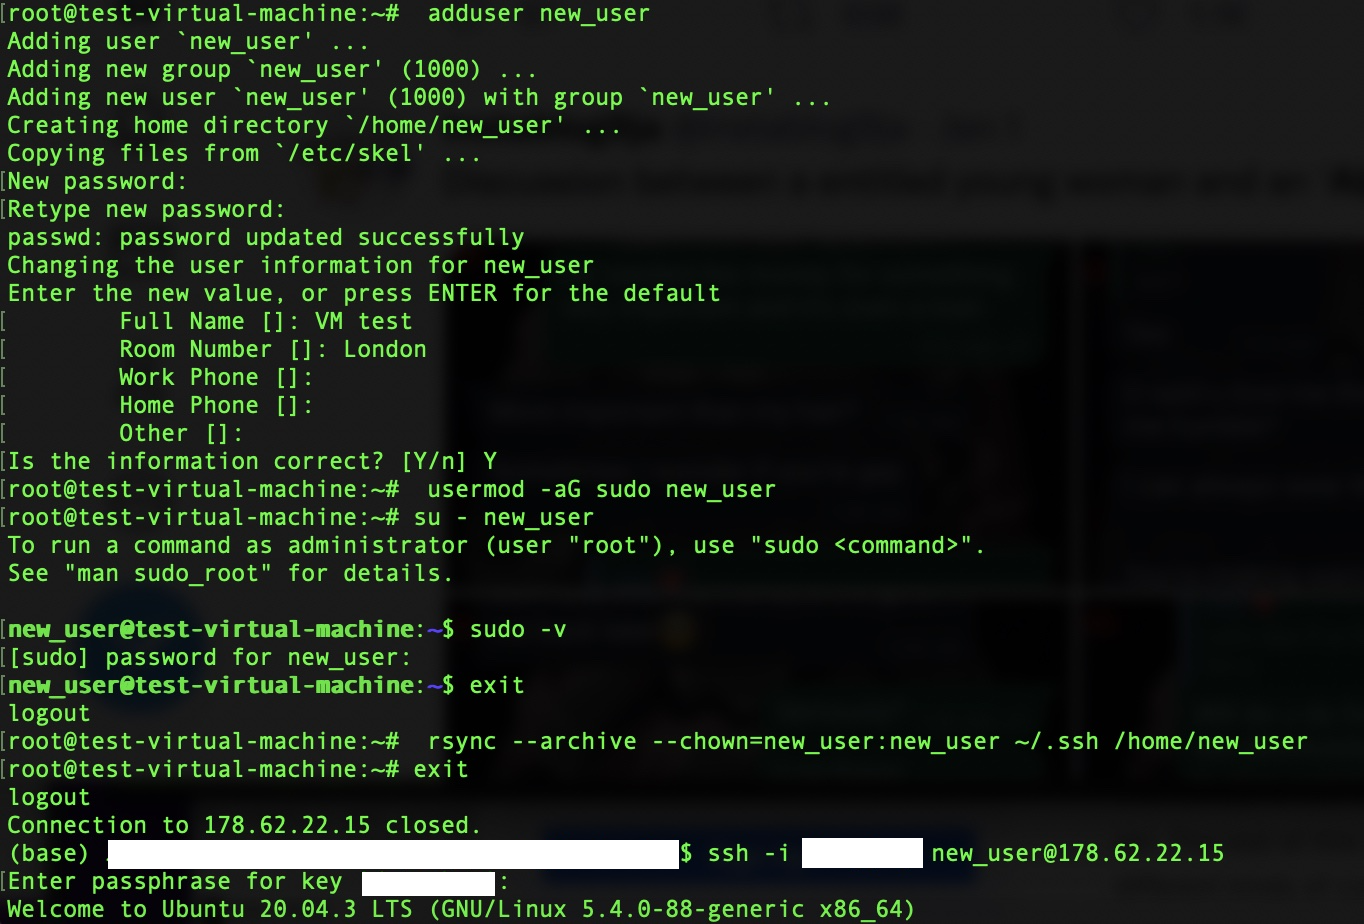 [root@test-virtual-machine:~#  adduser new_user
Adding user `new_user' ...
Adding new group `new_user' (1000) ...
Adding new user `new_user' (1000) with group `new_user' ...
Creating home directory `/home/new_user' ...
Copying files from `/etc/skel' ...
[New password:
[Retype new password:
passwd: password updated successfully
Changing the user information for new_user
Enter the new value, or press ENTER for the default
[        Full Name []: VM test
[        Room Number []: London
[        Work Phone []:
[        Home Phone []:
[        Other []:
[Is the information correct? [Y/n] Y
[root@test-virtual-machine:~#  usermod -aG sudo new_user
[root@test-virtual-machine:~# su - new_user
To run a command as administrator (user "root"), use "sudo <command>".
See "man sudo_root" for details.
[new_user@test-virtual-machine:~$ sudo -v
[[sudo] password for new_user:
[new_user@test-virtual-machine:~$ exit
logout
[root@test-virtual-machine:~#  rsync --archive --chown=new_user:new_user ~/.ssh /home/new_user
[root@test-virtual-machine:~# exit
logout
Connection to 178.62.22.15 closed.
(base) $ ssh -i new_user@178.62.22.15
[Enter passphrase for key :
Welcome to Ubuntu 20.04.3 LTS (GNU/Linux 5.4.0-88-generic x86_64)